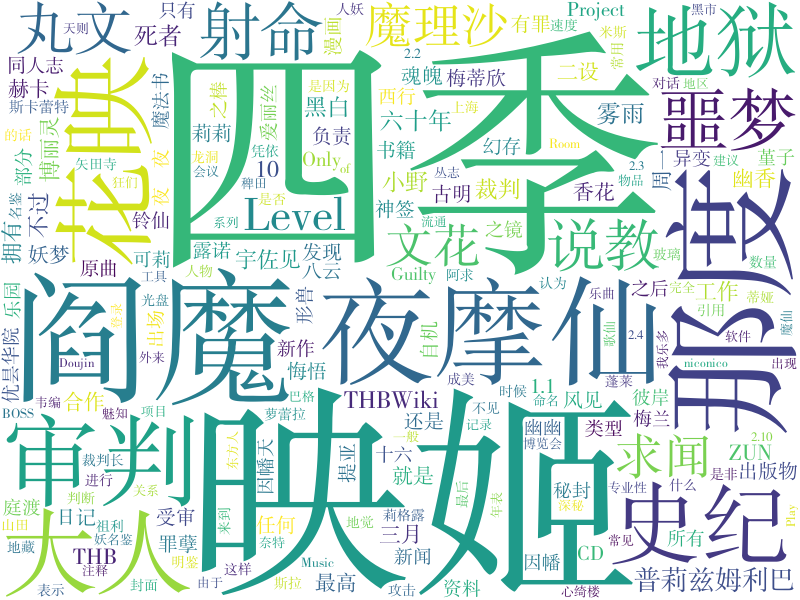 四季
映姬
夜摩仙
阎魔
那度
审判
大人
花映
史纪
地狱
噩梦
射命
丸文
魔理沙
说教
文花
求闻
Level
THBWiki
普莉兹姆利巴
THB
ZUN
CD
Project
Only
of
Guilty
Room
Music
Doujin
BOSS
Play
niconico
死者
只有
漫画
有罪
速度
黑市
米斯
常用
天则
人妖
同人志
赫卡
斯卡蕾特
之棒
魂魄
梅蒂欣
二设
西行
对话
地区
异变
建议
堇子
物品
2.2
2.3
2.4
2.10
1.1
10
是因为
黑白
雾雨
六十年
爱丽丝
魔法书
博丽灵
部分
的话
矢田寺
莉莉
龙洞
会议
凭依
稗田
负责
书籍
幻存
上海
周一
幽香
夜
夜
狂们
名鉴
拥有
不过
铃仙
妖梦
系列
是否
丛志
小野
古明
裁判
香花
神签
之镜
流通
玻璃
数量
原曲
可莉
工具
人物
露诺
宇佐见
发现
八云
阿求
认为
之后
工作
完全
引用
蒂娅
乐园
优昙华院
光盘
登录
出场
外来
形兽
新作
悔悟
自机
乐曲
歌仙
魔仙
软件
我乐多
出现
韦编
合作
魅知
项目
巴格
萝蕾拉
成美
时候
还是
命名
蓬莱
风见
彼岸
梅兰
类型
不见
记录
幽幽
博览会
裁判长
进行
是非
出版物
什么
专业性
庭渡
日记
祖利
判断
受审
关系
东方人
一般
因幡天
提亚
十六
就是
秘封
最后
年表
深秘
山田
妖名鉴
罪孽
明鉴
来到
任何
地觉
莉格露
三月
新闻
因幡
所有
常见
地藏
注释
表示
封面
由于
这样
奈特
斯拉
最高
攻击
资料
心绮楼